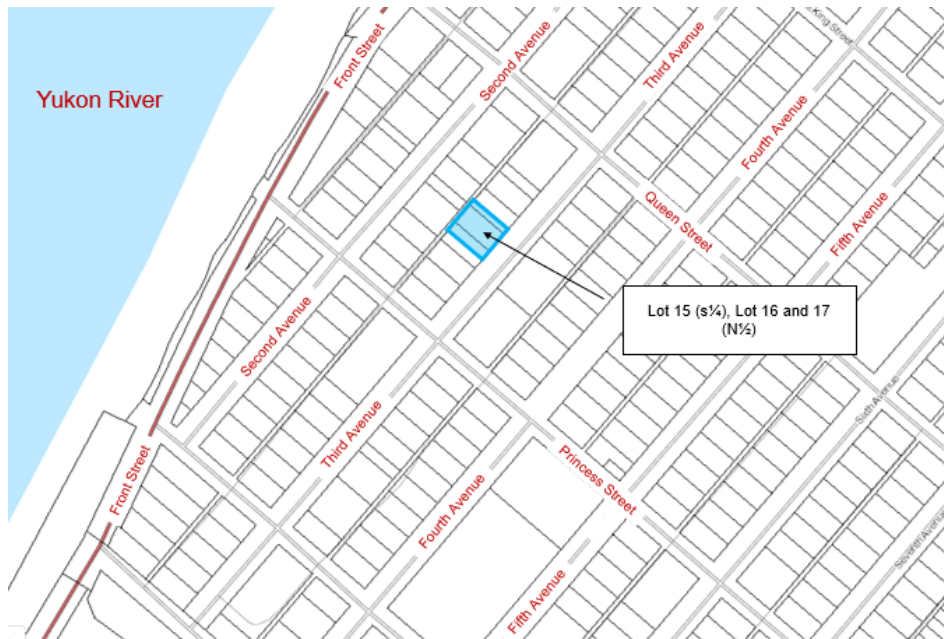 King Street
Front Street
Second Avenue
Third Avenue
Yukon River
Fourth Avenue
Queen Street
Fifth Avenue
Lot 15 (s¼), Lot 16 and 17
(N½)
Second Avenue
Sixth Avenue
Third Avenue
Front Street
Princess Street
Fourth Avenue
Seventh Avenue
Fifth Avenue